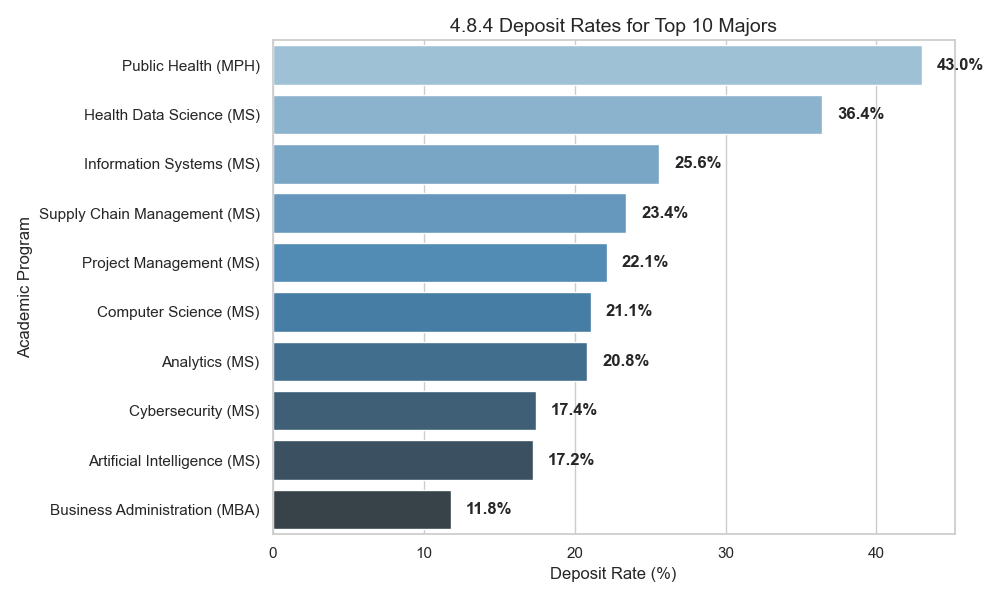 4.8.4 Deposit Rates for Top 10 Majors
Public Health (MPH) 43.0%
Health Data Science (MS) 36.4%
Information Systems (MS) 25.6%
Supply Chain Management (MS) 23.4%
Project Management (MS) 22.1%
Computer Science (MS) 21.1%
Analytics (MS) 20.8%
Cybersecurity (MS) 17.4%
Artificial Intelligence (MS) 17.2%
Business Administration (MBA) 11.8%
Academic Program
0 10 20 30 40
Deposit Rate (%)